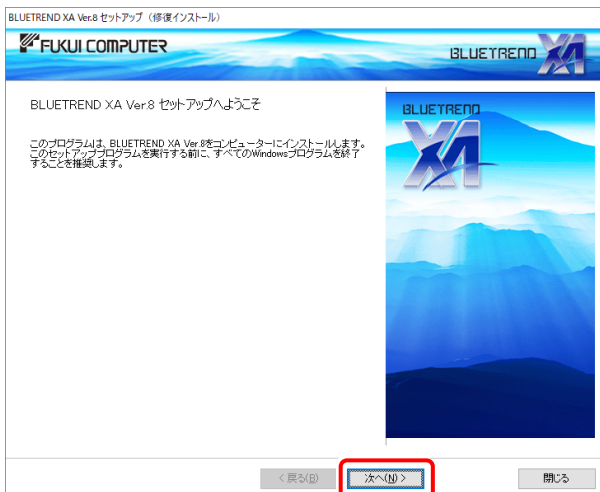 BLUETREND XA Ver.8 セットアップ（修復インストール）
FUKUI COMPUTER
BLUETREND XA
BLUETREND XA Ver.8 セットアップへようこそ
BLUETREND
XA
このプログラムは、BLUETREND XA Ver.8をコンピューターにインストールします。
このセットアッププログラムを実行する前に、すべてのWindowsプログラムを終了
することを推奨します。
< 戻る(B)
次へ(N) >
閉じる